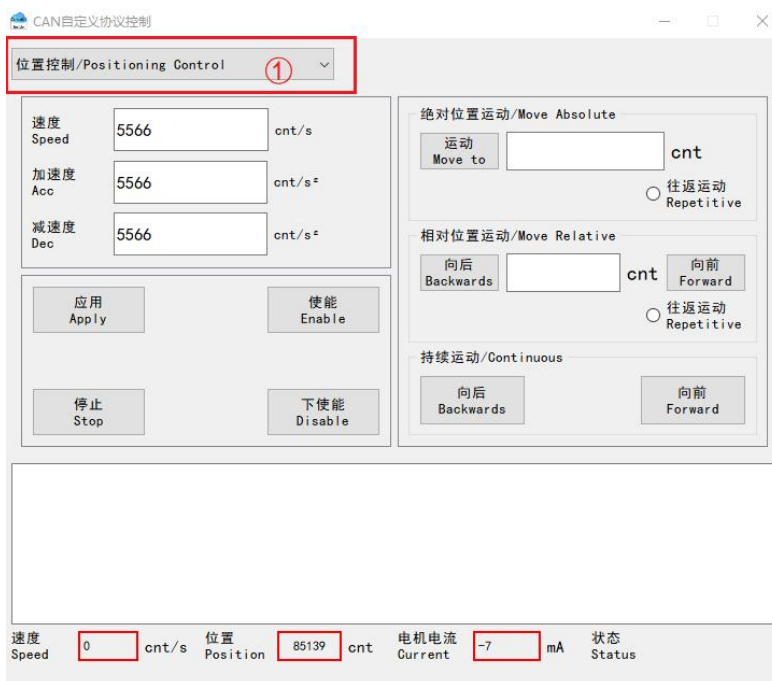 CAN自定义协议控制
位置控制/Positioning Control
①
速度
Speed
5566
cnt/s
加速度
Acc
5566
cnt/s²
减速度
Dec
5566
cnt/s²
应用
Apply
使能
Enable
停止
Stop
下使能
Disable
绝对位置运动/Move Absolute
运动
Move to
cnt
往返运动
Repetitive
相对位置运动/Move Relative
向后
Backwards
cnt
向前
Forward
往返运动
Repetitive
持续运动/Continuous
向后
Backwards
向前
Forward
速度
Speed
0
cnt/s
位置
Position
85139
cnt
电机电流
Current
-7
mA
状态
Status